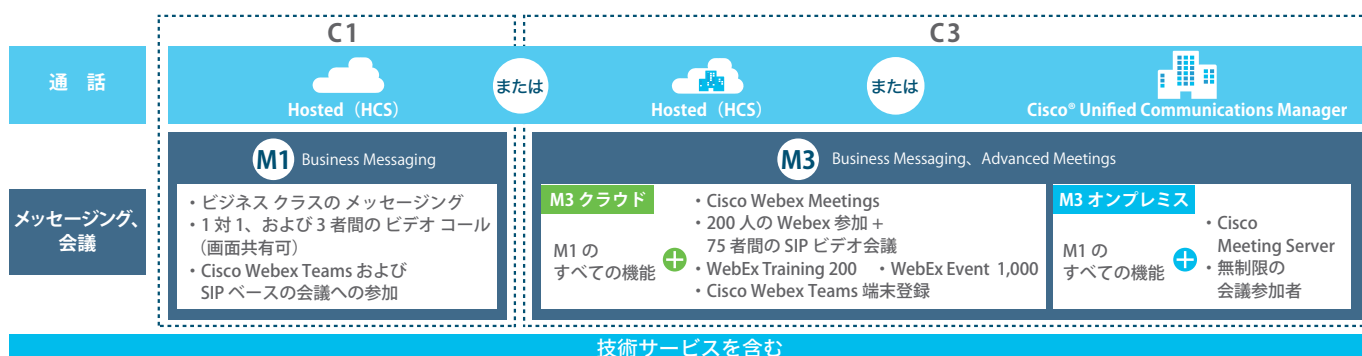 C1
C3
通 話
Hosted（HCS）
または
Hosted（HCS）
または
Cisco® Unified Communications Manager
メッセージング、
会議
M1 Business Messaging
・ビジネス クラスの メッセージング
・1 対 1、および 3 者間の ビデオ コール
（画面共有可）
・Cisco Webex Teams および
SIP ベースの会議への参加
M3 Business Messaging、Advanced Meetings
M3 クラウド
M1 の
すべての機能
+
・Cisco Webex Meetings
・200 人の Webex 参加 +
75 者間の SIP ビデオ会議
・WebEx Training 200 ・WebEx Event 1,000
・Cisco Webex Teams 端末登録
M3 オンプレミス
M1 の
すべての機能
+
・Cisco
Meeting Server
・無制限の
会議参加者
技術サービスを含む